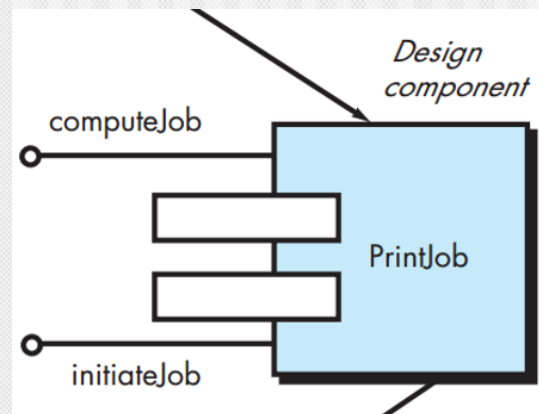 Design
component
computeJob
PrintJob
initiateJob